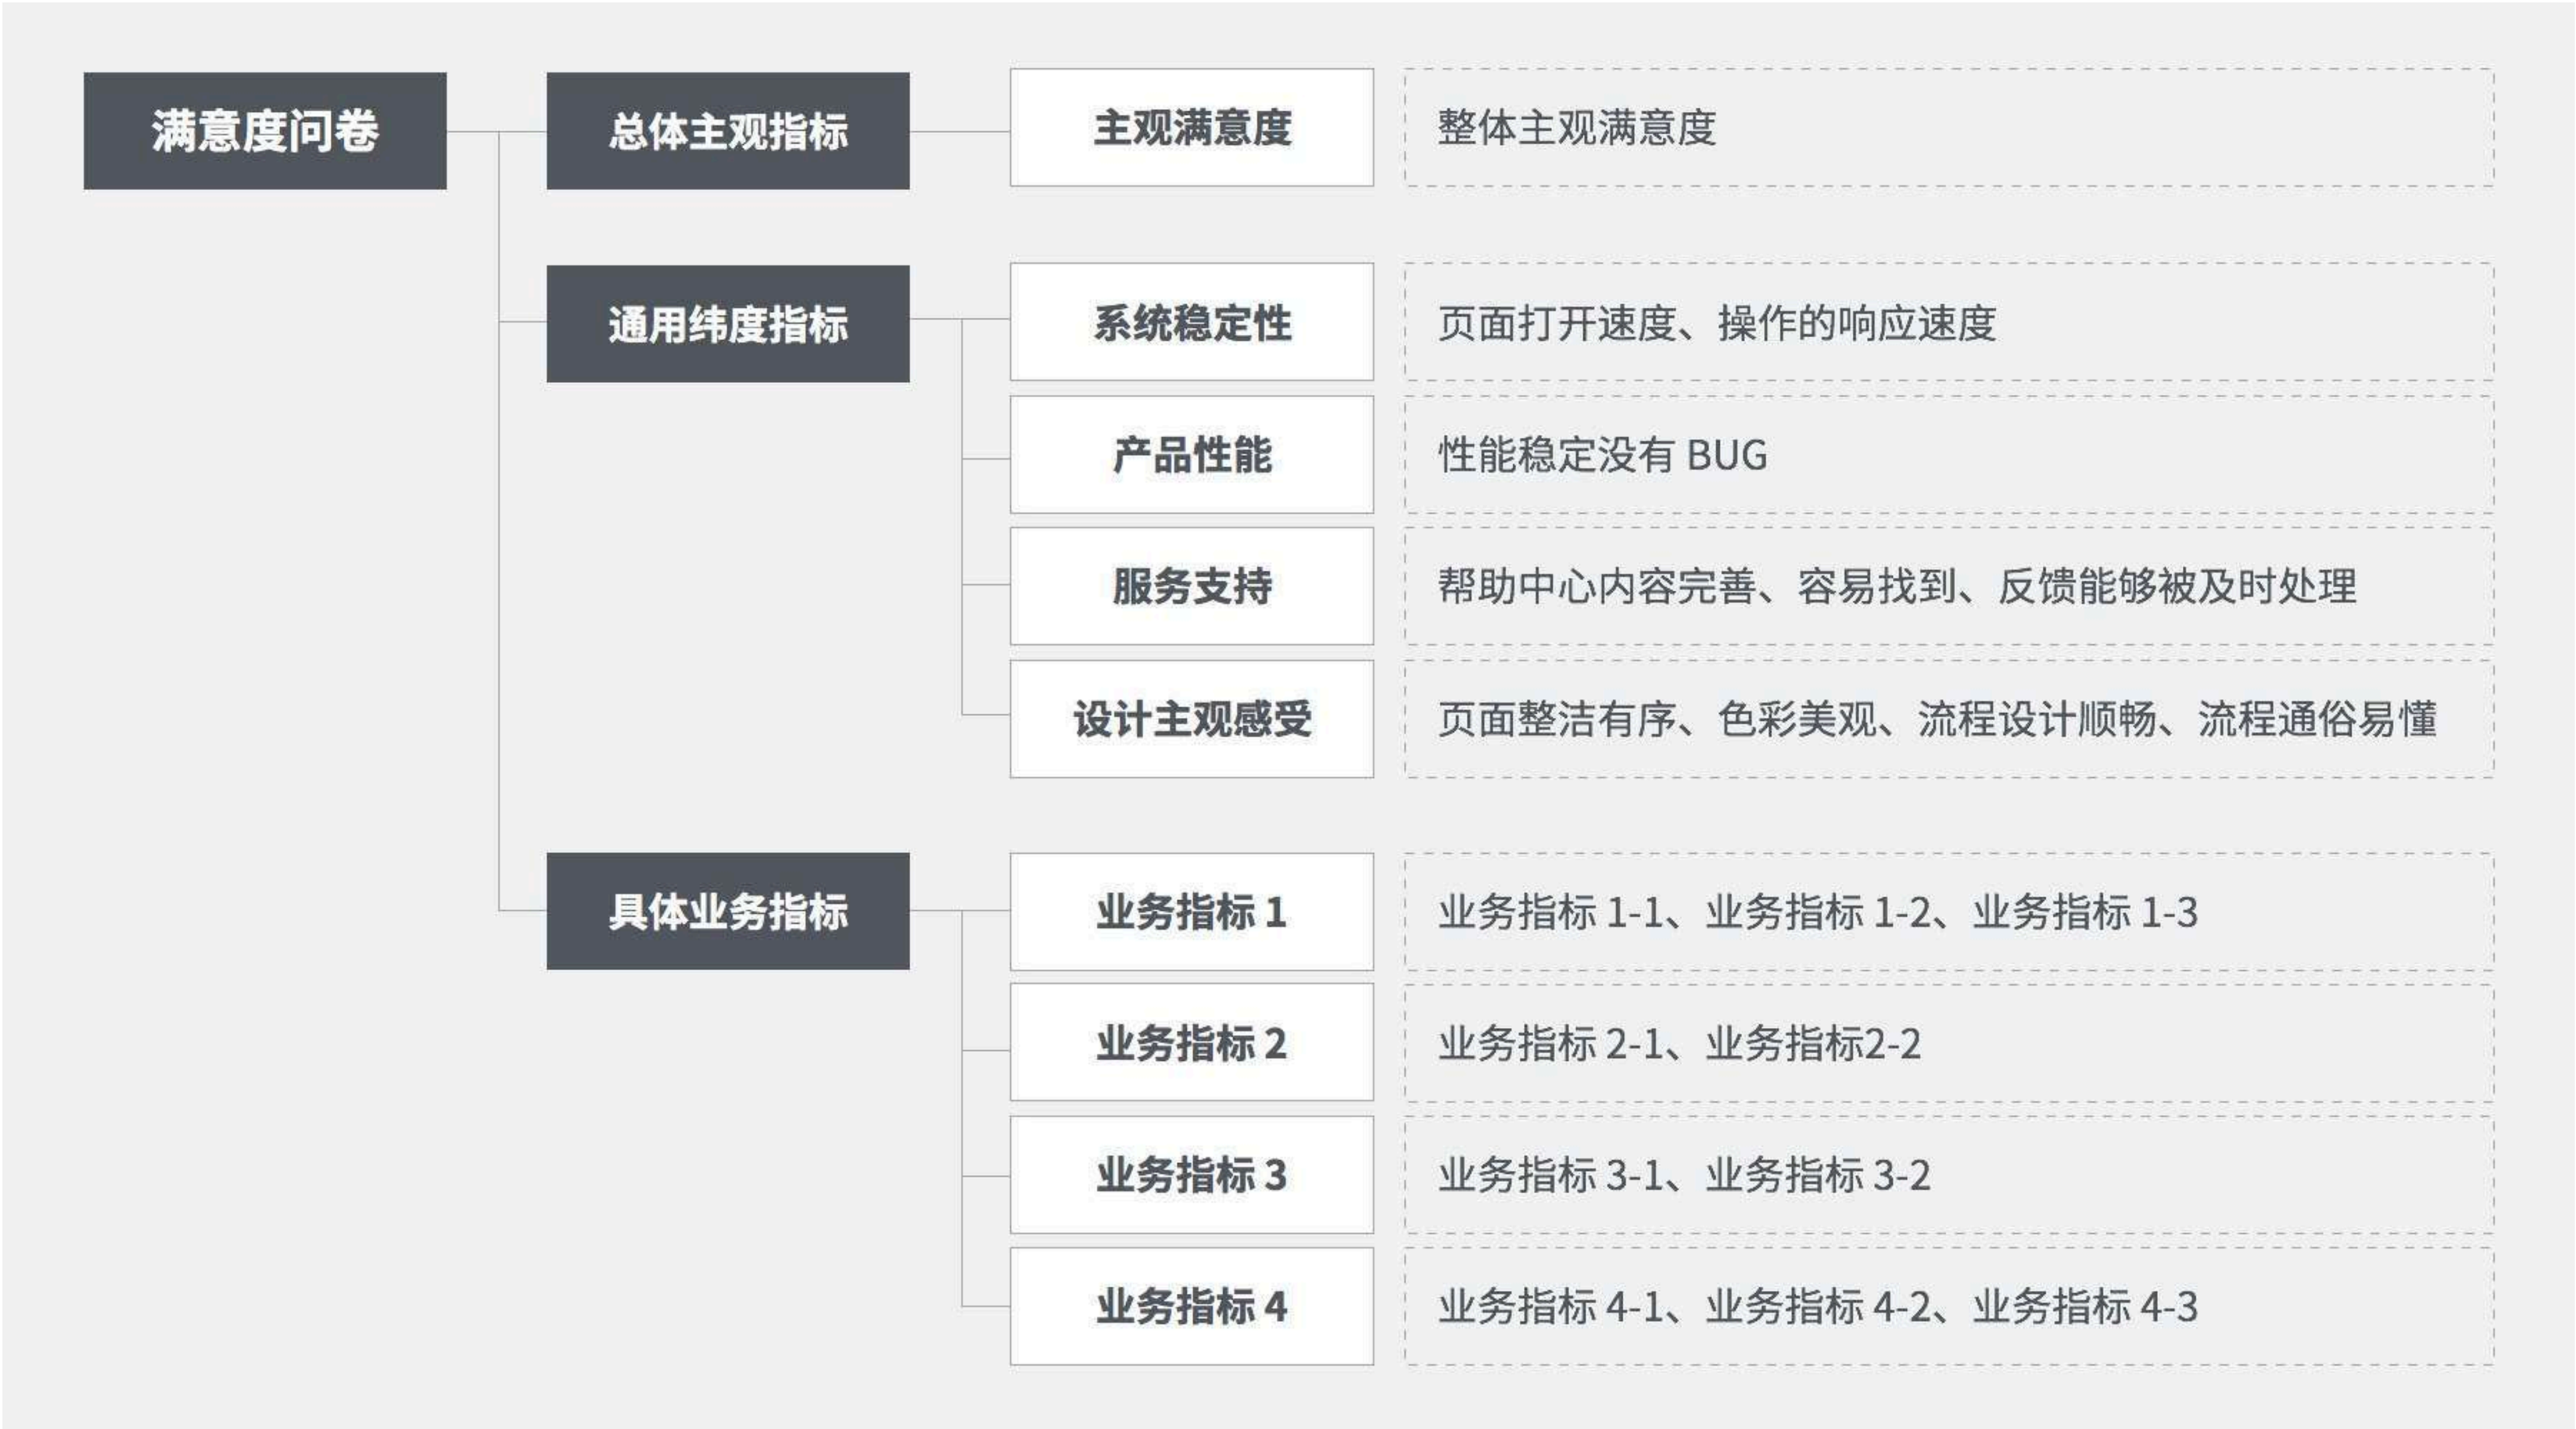 满意度问卷
总体主观指标
主观满意度
整体主观满意度
通用纬度指标
系统稳定性
页面打开速度、操作的响应速度
产品性能
性能稳定没有 BUG
服务支持
帮助中心内容完善、容易找到、反馈能够被及时处理
设计主观感受
页面整洁有序、色彩美观、流程设计顺畅、流程通俗易懂
具体业务指标
业务指标 1
业务指标 1-1、业务指标 1-2、业务指标 1-3
业务指标 2
业务指标 2-1、业务指标2-2
业务指标 3
业务指标 3-1、业务指标 3-2
业务指标 4
业务指标 4-1、业务指标 4-2、业务指标 4-3